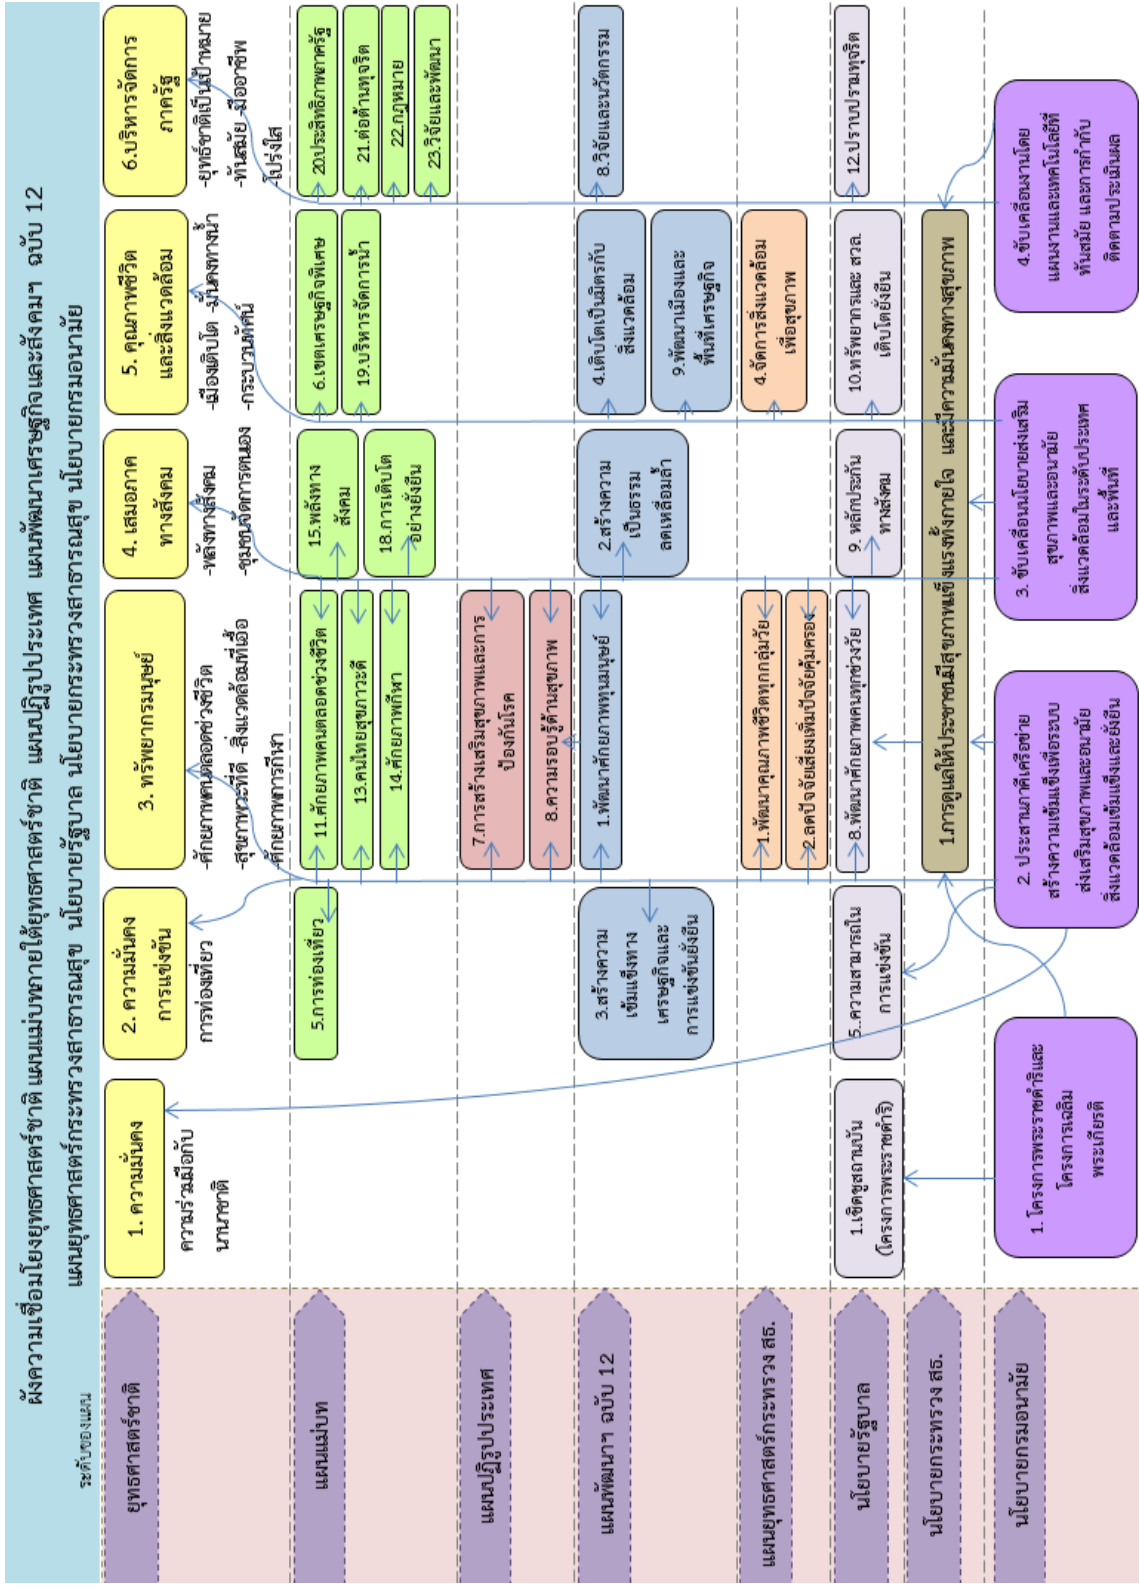 ผังความเชื่อมโยงยุทธศาสตร์ชาติ แผนแม่บทภายใต้ยุทธศาสตร์ชาติ แผนปฏิรูปประเทศ แผนพัฒนาเศรษฐกิจและสังคมฯ ฉบับ 12
แผนยุทธศาสตร์กระทรวงสาธารณสุข นโยบายรัฐบาล นโยบายกระทรวงสาธารณสุข นโยบายกรมอนามัย
ระดับของแผน
ยุทธศาสตร์ชาติ
1. ความมั่นคง
ความร่วมมือกับ
นานาชาติ
2. ความมั่นคง
การแข่งขัน
การท่องเที่ยว
3. ทรัพยากรมนุษย์
-ศักยภาพคนตลอดช่วงชีวิต
-สุขภาวะที่ดี -สิ่งแวดล้อมที่เอื้อ
-ศักยภาพการกีฬา
4. เสมอภาค
ทางสังคม
-พลังทางสังคม
-ชุมชนจัดการตนเอง
5. คุณภาพชีวิต
และสิ่งแวดล้อม
-เมืองเติบโต -มั่นคงทางน้ำ
-กระบวนทัศน์
6.บริหารจัดการ
ภาครัฐ
-ยุทธ์ชาติเป็นเป้าหมาย
-ทันสมัย -มืออาชีพ
-โปร่งใส
แผนแม่บท
5.การท่องเที่ยว
11.ศักยภาพคนตลอดช่วงชีวิต
13.คนไทยสุขภาวะดี
14.ศักยภาพกีฬา
15.พลังทาง
สังคม
18.การเติบโต
อย่างยั่งยืน
6.เขตเศรษฐกิจพิเศษ
19.บริหารจัดการน้ำ
20.ประสิทธิภาพภาครัฐ
21.ต่อต้านทุจริต
22.กฎหมาย
23.วิจัยและพัฒนา
แผนปฏิรูปประเทศ
7.การสร้างเสริมสุขภาพและการ
ป้องกันโรค
8.ความรอบรู้ด้านสุขภาพ
แผนพัฒนาฯ ฉบับ 12
3.สร้างความ
เข้มแข็งทาง
เศรษฐกิจและ
การแข่งขันยั่งยืน
1.พัฒนาศักยภาพทุนมนุษย์
2.สร้างความ
เป็นธรรม
ลดเหลื่อมล้ำ
4.เติบโตเป็นมิตรกับ
สิ่งแวดล้อม
9.พัฒนาเมืองและ
พื้นที่เศรษฐกิจ
8.วิจัยและนวัตกรรม
แผนยุทธศาสตร์กระทรวง สธ.
1.พัฒนาคุณภาพชีวิตทุกกลุ่มวัย
2.ลดปัจจัยเสี่ยงเพิ่มปัจจัยคุ้มครอง
4.จัดการสิ่งแวดล้อม
เพื่อสุขภาพ
นโยบายรัฐบาล
1.เชิดชูสถาบัน
(โครงการพระราชดำริ)
5..ความสามารถใน
การแข่งขัน
8.พัฒนาศักยภาพคนทุกช่วงวัย
9. หลักประกัน
ทางสังคม
10.ทรัพยากรและ สวล.
เติบโตยั่งยืน
12.ปราบปรามทุจริต
นโยบายกระทรวง สธ.
1.การดูแลให้ประชาชนมีสุขภาพแข็งแรงทั้งกายใจ และมีความมั่นคงทางสุขภาพ
นโยบายกรมอนามัย
1. โครงการพระราชดำริและ
โครงการเฉลิม
พระเกียรติ
2. ประสานภาคีเครือข่าย
สร้างความเข้มแข็งเพื่อระบบ
ส่งเสริมสุขภาพและอนามัย
สิ่งแวดล้อมเข้มแข็งและยั่งยืน
3. ขับเคลื่อนนโยบายส่งเสริม
สุขภาพและอนามัย
สิ่งแวดล้อมในระดับประเทศ
และพื้นที่
4.ขับเคลื่อนงานโดย
แผนงานและเทคโนโลยีที่
ทันสมัย และการกำกับ
ติดตามประเมินผล